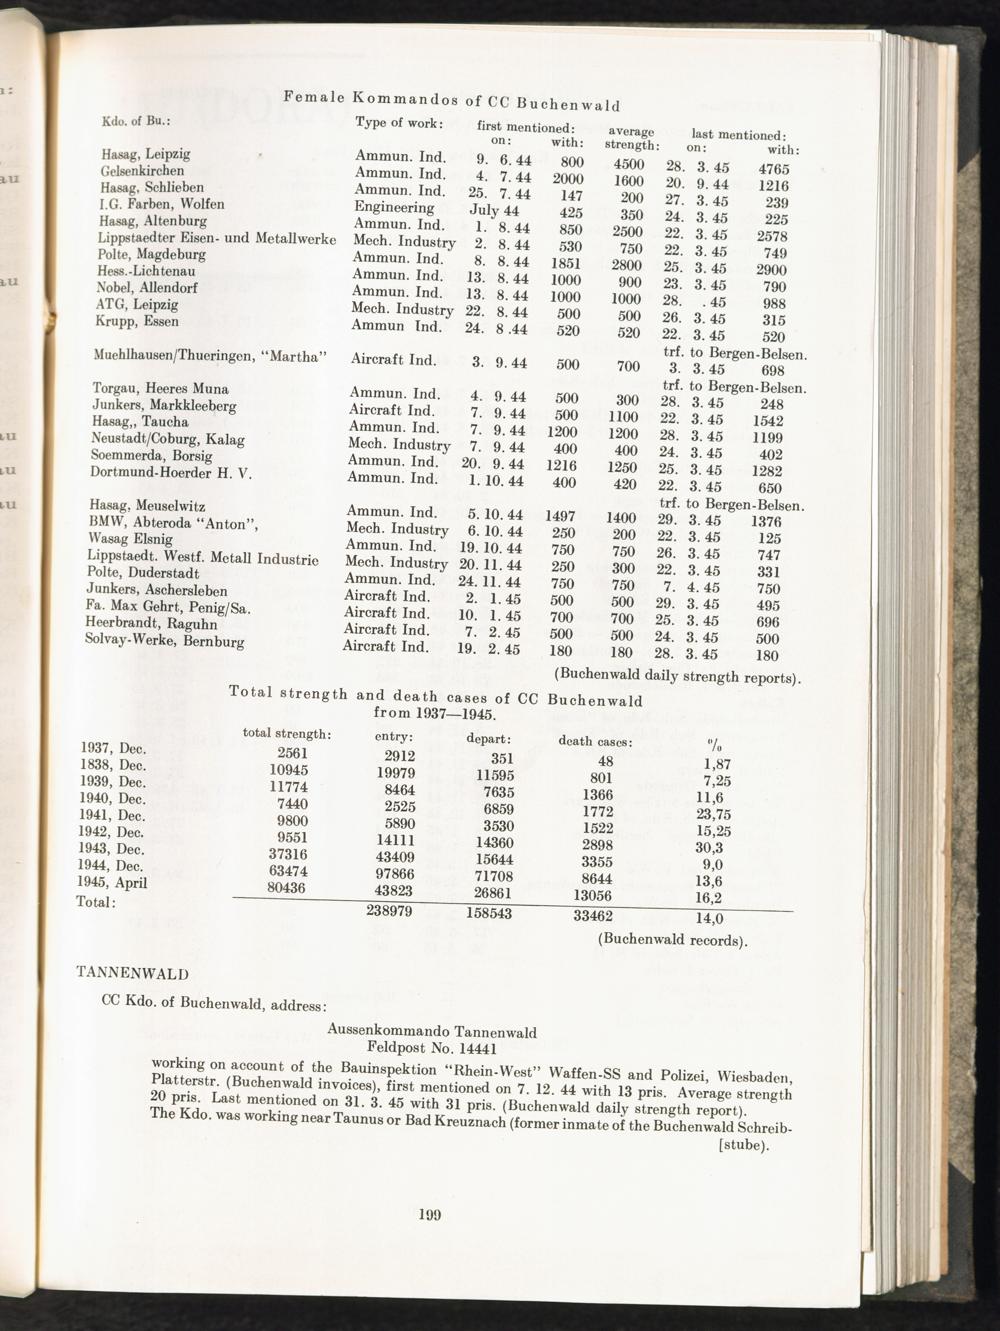 Female Kommandos of CC Buchenwald
Kdo. of Bu.: Type of work: first mentioned: average last mentioned:
on: with: strength: on: with:
Hasag, Leipzig Ammun. Ind. 9. 6. 44 800 4500 28. 3. 45 4765
Gelsenkirchen Ammun. Ind. 4. 7. 44 2000 1600 20. 9. 44 1216
Hasag, Schlieben Ammun. Ind. 25. 7. 44 147 200 27. 3. 45 239
I.G. Farben, Wolfen Engineering July 44 425 350 24. 3. 45 225
Hasag, Altenburg Ammun. Ind. 1. 8. 44 850 2500 22. 3. 45 2578
Lippstaedter Eisen- und Metallwerke Mech. Industry 2. 8. 44 530 750 22. 3. 45 749
Polte, Magdeburg Ammun. Ind. 8. 8. 44 1851 2800 25. 3. 45 2900
Hess.-Lichtenau Ammun. Ind. 13. 8. 44 1000 900 23. 3. 45 790
Nobel, Allendorf Ammun. Ind. 13. 8. 44 1000 1000 28. . 45 988
ATG, Leipzig Mech. Industry 22. 8. 44 500 500 26. 3. 45 315
Krupp, Essen Ammun Ind. 24. 8 .44 520 520 22. 3. 45 520
trf. to Bergen-Belsen.
Muehlhausen/Thueringen, “Martha” Aircraft Ind. 3. 9. 44 500 700 3. 3. 45 698
trf. to Bergen-Belsen.
Torgau, Heeres Muna Ammun. Ind. 4. 9. 44 500 300 28. 3. 45 248
Junkers, Markkleeberg Aircraft Ind. 7. 9. 44 500 1100 22. 3. 45 1542
Hasag,, Taucha Ammun. Ind. 7. 9. 44 1200 1200 28. 3. 45 1199
Neustadt/Coburg, Kalag Mech. Industry 7. 9. 44 400 400 24. 3. 45 402
Soemmerda, Borsig Ammun. Ind. 20. 9. 44 1216 1250 25. 3. 45 1282
Dortmund-Hoerder H. V. Ammun. Ind. 1. 10. 44 400 420 22. 3. 45 650
trf. to Bergen-Belsen.
Hasag, Meuselwitz Ammun. Ind. 5. 10. 44 1497 1400 29. 3. 45 1376
BMW, Abteroda “Anton”, Mech. Industry 6. 10. 44 250 200 22. 3. 45 125
Wasag Elsnig Ammun. Ind. 19. 10. 44 750 750 26. 3. 45 747
Lippstaedt. Westf. Metall Industrie Mech. Industry 20. 11. 44 250 300 22. 3. 45 331
Polte, Duderstadt Ammun. Ind. 24. 11. 44 750 750 7. 4. 45 750
Junkers, Aschersleben Aircraft Ind. 2. 1. 45 500 500 29. 3. 45 495
Fa. Max Gehrt, Penig/Sa. Aircraft Ind. 10. 1. 45 700 700 25. 3. 45 696
Heerbrandt, Raguhn Aircraft Ind. 7. 2. 45 500 500 24. 3. 45 500
Solvay-Werke, Bernburg Aircraft Ind. 19. 2. 45 180 180 28. 3. 45 180
(Buchenwald daily strength reports).
Total strength and death cases of CC Buchenwald
from 1937—1945.
total strength: entry: depart: death cases: %
1937, Dec. 2561 2912 351 48 1,87
1838, Dec. 10945 19979 11595 801 7,25
1939, Dec. 11774 8464 7635 1366 11,6
1940, Dec. 7440 2525 6859 1772 23,75
1941, Dec. 9800 5890 3530 1522 15,25
1942, Dec. 9551 14111 14360 2898 30,3
1943, Dec. 37316 43409 15644 3355 9,0
1944, Dec. 63474 97866 71708 8644 13,6
1945, April 80436 43823 26861 13056 16,2
Total: 238979 158543 33462 14,0
(Buchenwald records).
TANNENWALD
CC Kdo. of Buchenwald, address:
Aussenkommando Tannenwald
Feldpost No. 14441
working on account of the Bauinspektion “Rhein-West” Waffen-SS and Polizei, Wiesbaden,
Platterstr. (Buchenwald invoices), first mentioned on 7. 12. 44 with 13 pris. Average strength
20 pris. Last mentioned on 31. 3. 45 with 31 pris. (Buchenwald daily strength report).
The Kdo. was working near Taunus or Bad Kreuznach (former inmate of the Buchenwald Schreib-
[stube).
199